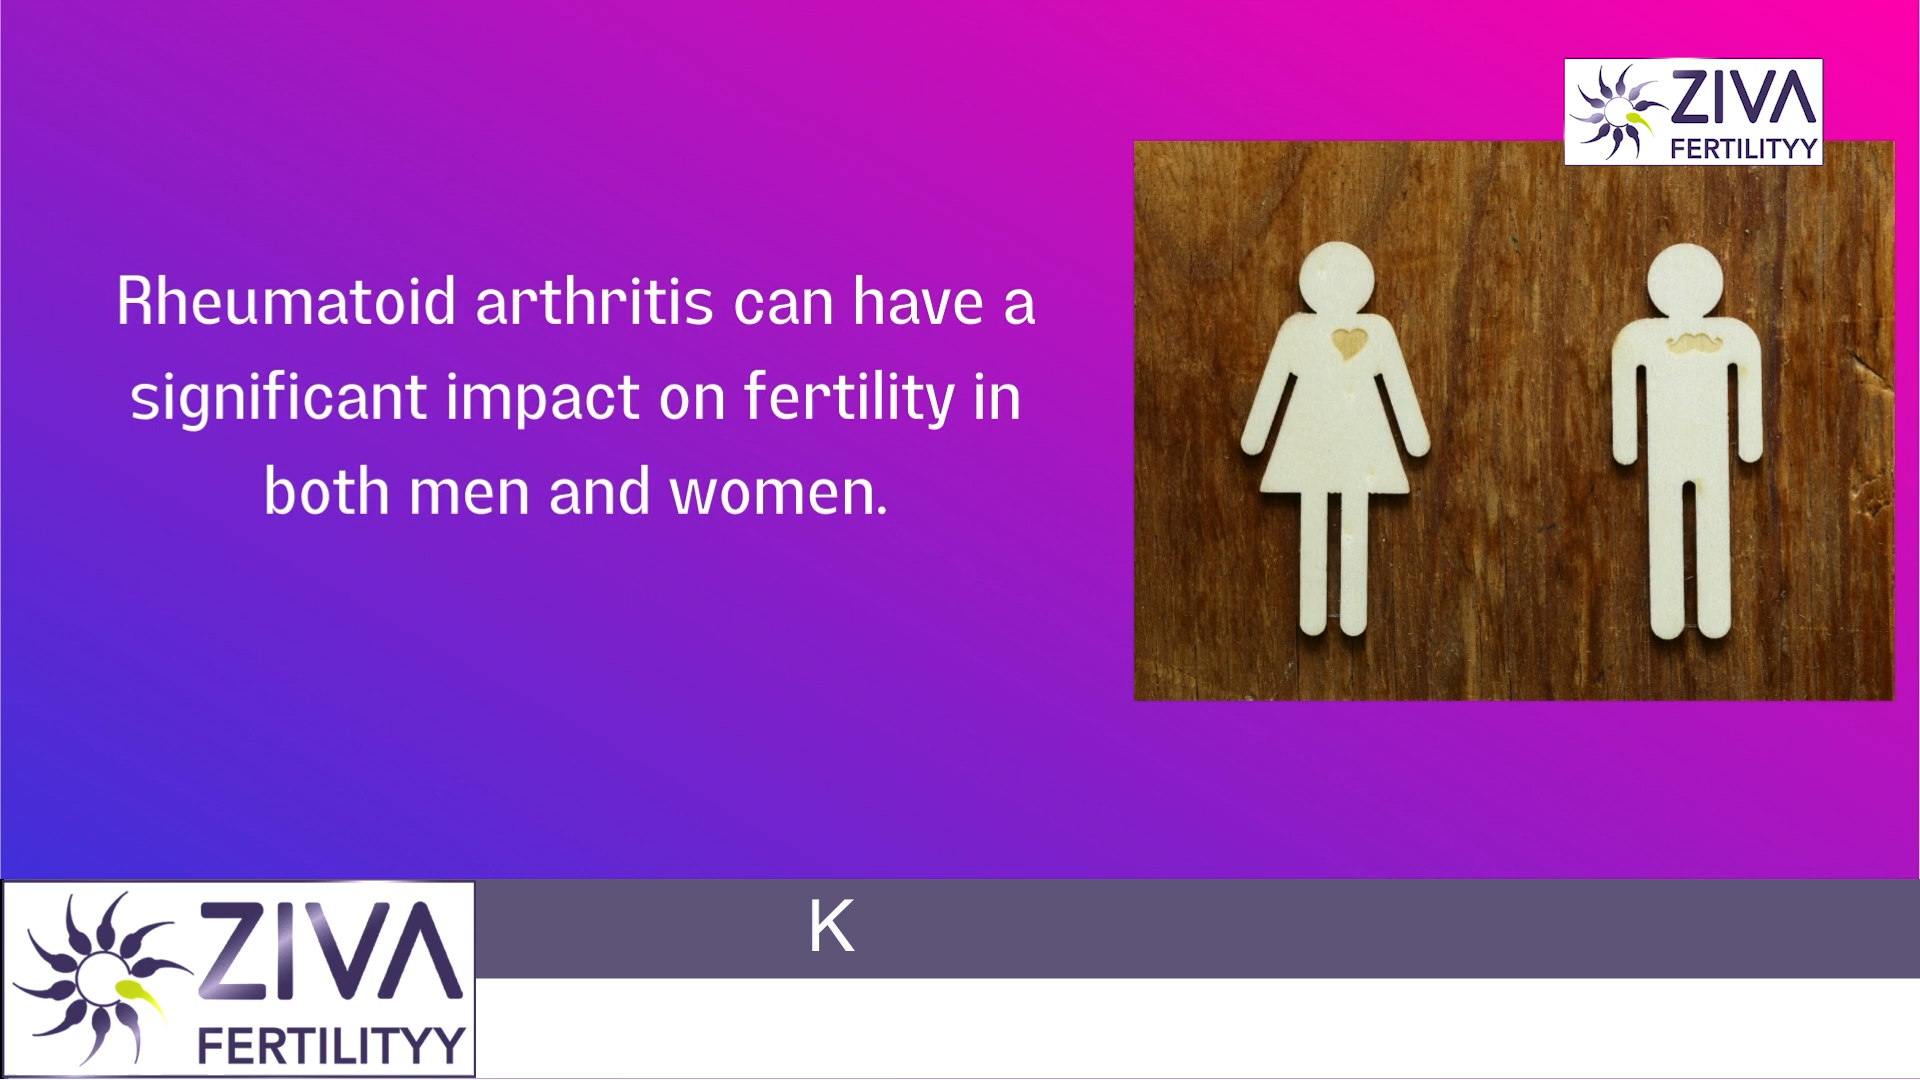 ZIVA
FERTILITYY
Rheumatoid arthritis can have a
significant impact on fertility in
both men and women.
K
ZIVA
FERTILITYY